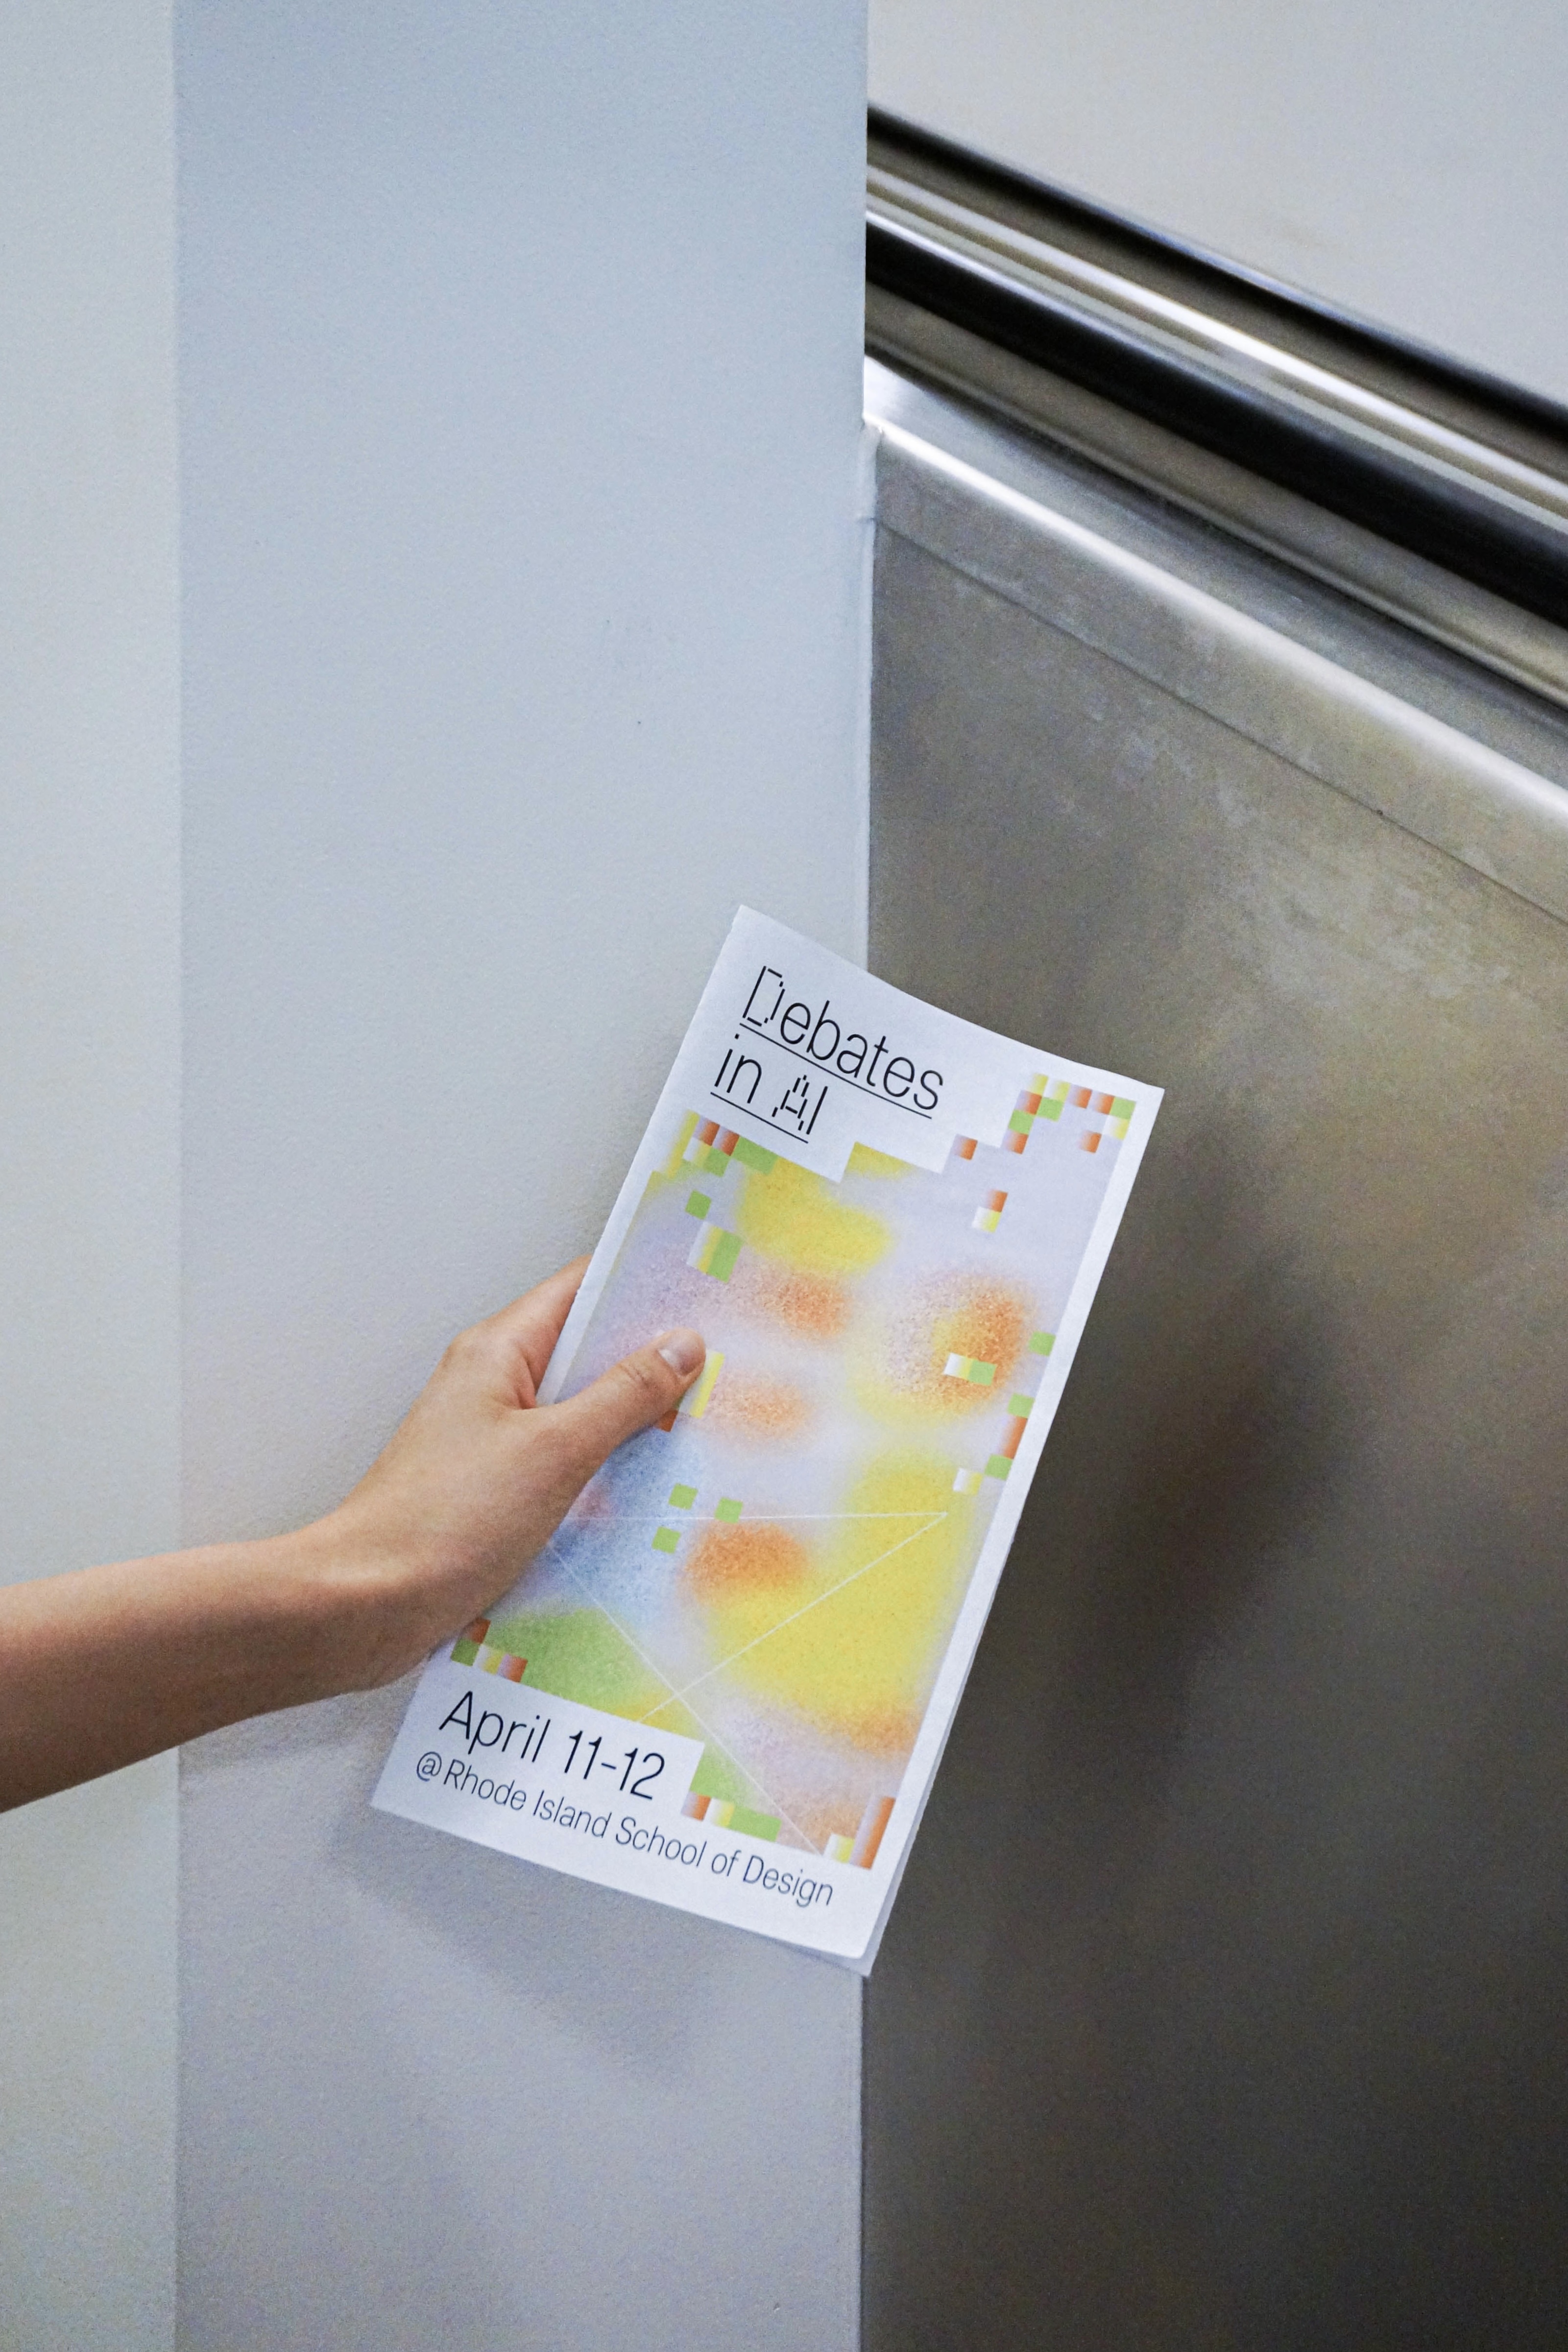 Debates
in AI
April 11-12
@Rhode Island School of Design